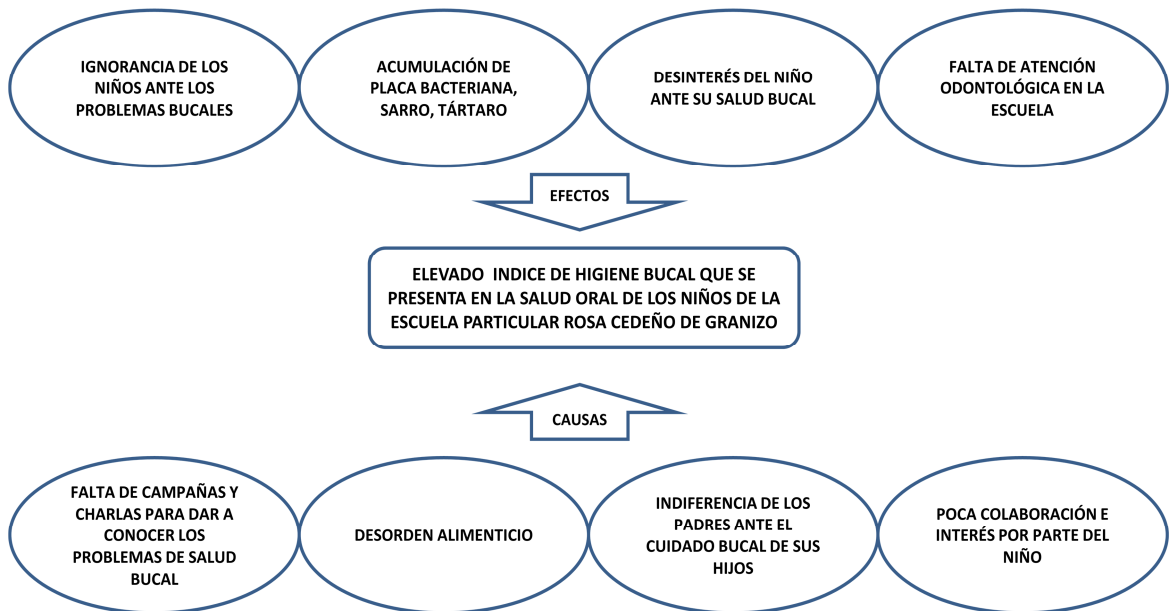 IGNORANCIA DE LOS
NIÑOS ANTE LOS
PROBLEMAS BUCALES
ACUMULACIÓN DE
PLACA BACTERIANA,
SARRO, TÁRTARO
DESINTERÉS DEL NIÑO
ANTE SU SALUD BUCAL
FALTA DE ATENCIÓN
ODONTOLÓGICA EN LA
ESCUELA
EFECTOS
ELEVADO INDICE DE HIGIENE BUCAL QUE SE
PRESENTA EN LA SALUD ORAL DE LOS NIÑOS DE LA
ESCUELA PARTICULAR ROSA CEDEÑO DE GRANIZO
CAUSAS
FALTA DE CAMPAÑAS Y
CHARLAS PARA DAR A
CONOCER LOS
PROBLEMAS DE SALUD
BUCAL
DESORDEN ALIMENTICIO
INDIFERENCIA DE LOS
PADRES ANTE EL
CUIDADO BUCAL DE SUS
HIJOS
POCA COLABORACIÓN E
INTERÉS POR PARTE DEL
NIÑO